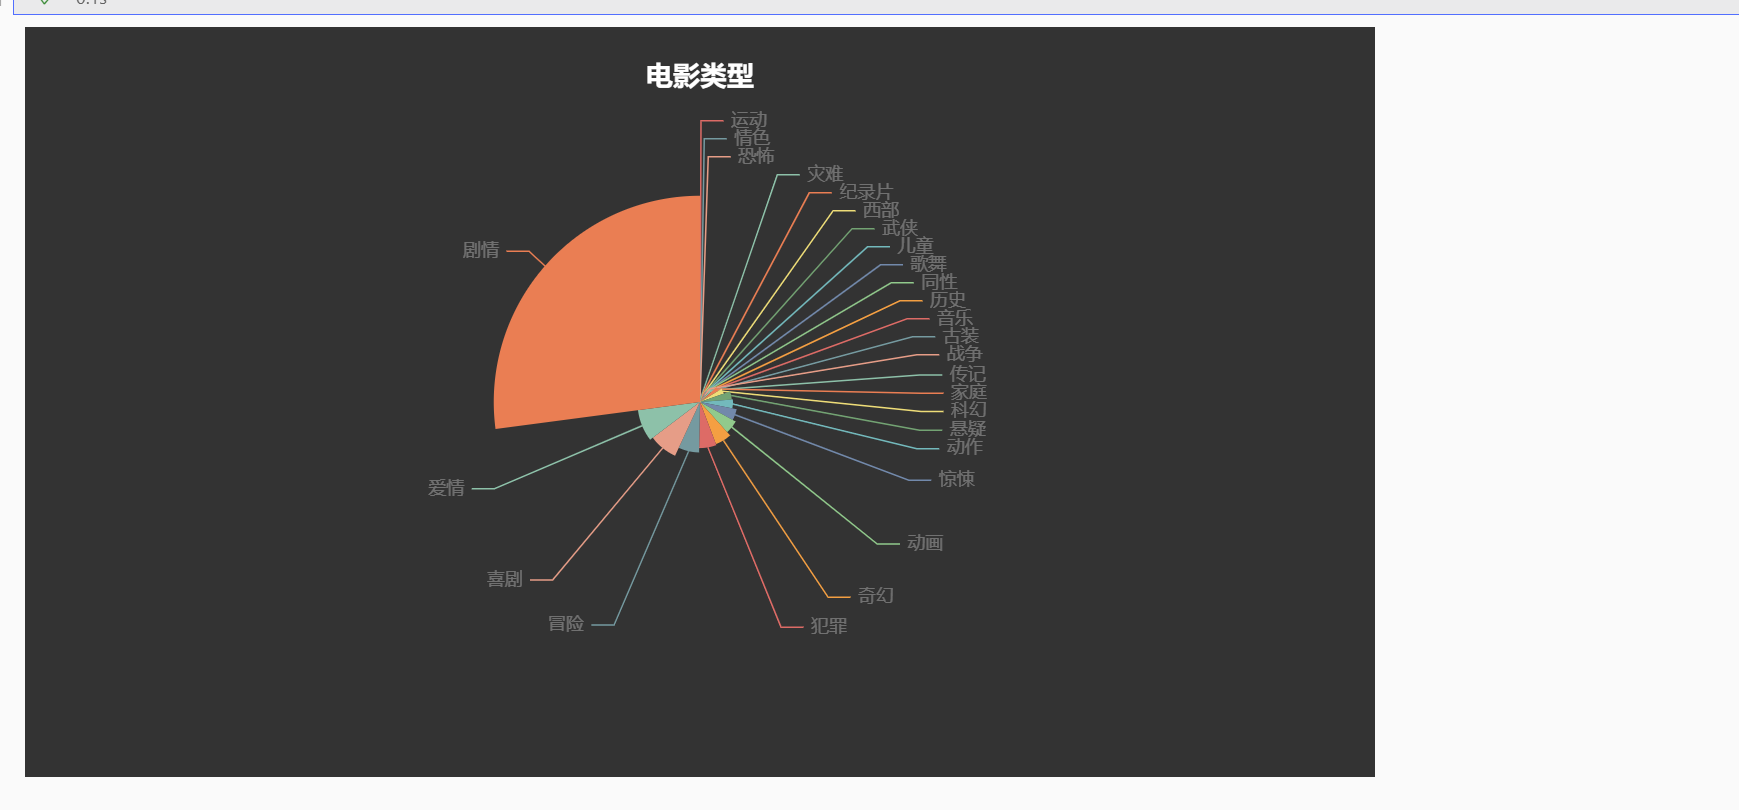 电影类型
运动
情色
恐怖
灾难
纪录片
西部
武侠
儿童
歌舞
同性
历史
音乐
古装
战争
传记
家庭
科幻
悬疑
动作
惊悚
动画
奇幻
犯罪
冒险
喜剧
爱情
剧情